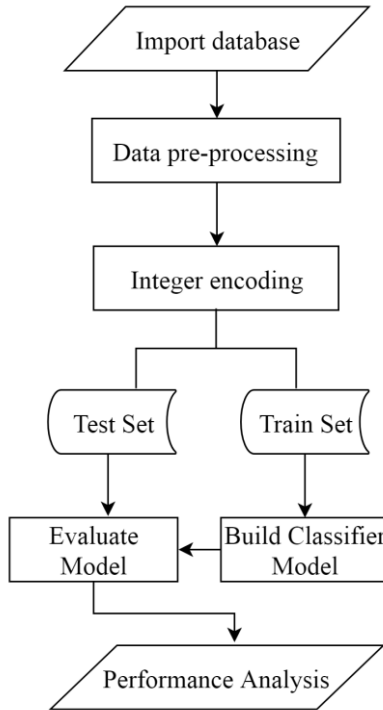 Import database
Data pre-processing
Integer encoding
Test Set
Train Set
Evaluate
Model
Build Classifier
Model
Performance Analysis